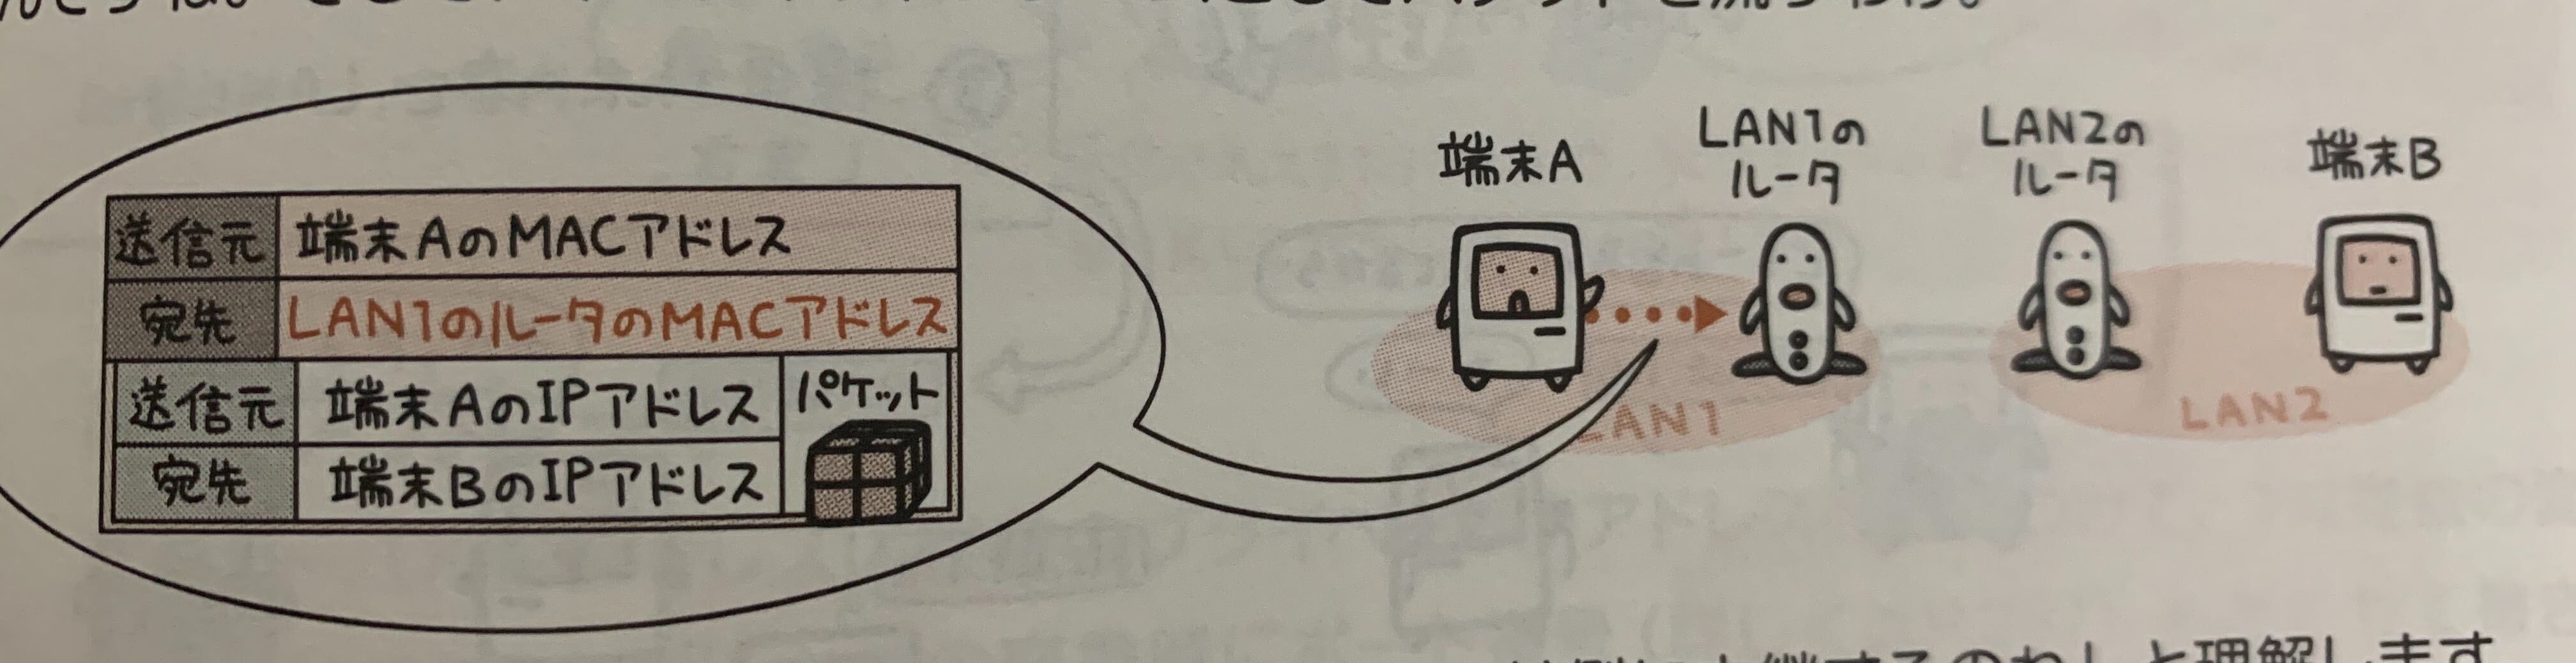 送信元 端末AのMACアドレス
宛先 LAN1のルータのMACアドレス
送信元 端末AのIPアドレス
宛先 端末BのIPアドレス
パケット
端末A
LAN1の
ルータ
LAN2の
ルータ
端末B
LAN1
LAN2
と理解します